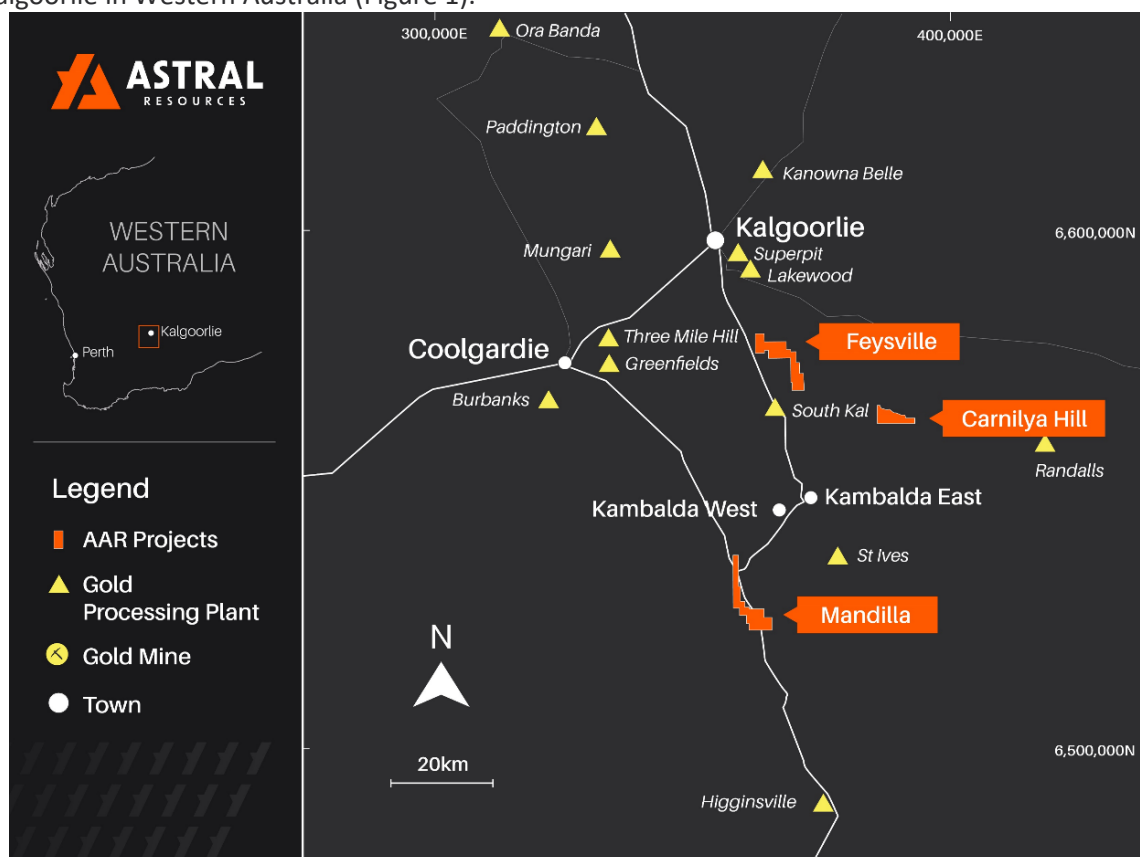 algoorlie in Western Australia (Figure 1).
ASTRAL
RESOURCES
WESTERN
AUSTRALIA
Kalgoorlie
Perth
Legend
AAR Projects
Gold
Processing Plant
Gold Mine
Town
300,000E
400,000E
Ora Banda
Paddington
Kanowna Belle
Kalgoorlie
6,600,000N
Mungari
Superpit
Lakewood
Three Mile Hill
Feysville
Coolgardie
Greenfields
Burbanks
South Kal
Carnilya Hill
Randalls
Kambalda West
Kambalda East
St Ives
Mandilla
N
20km
6,500,000N
Higginsville